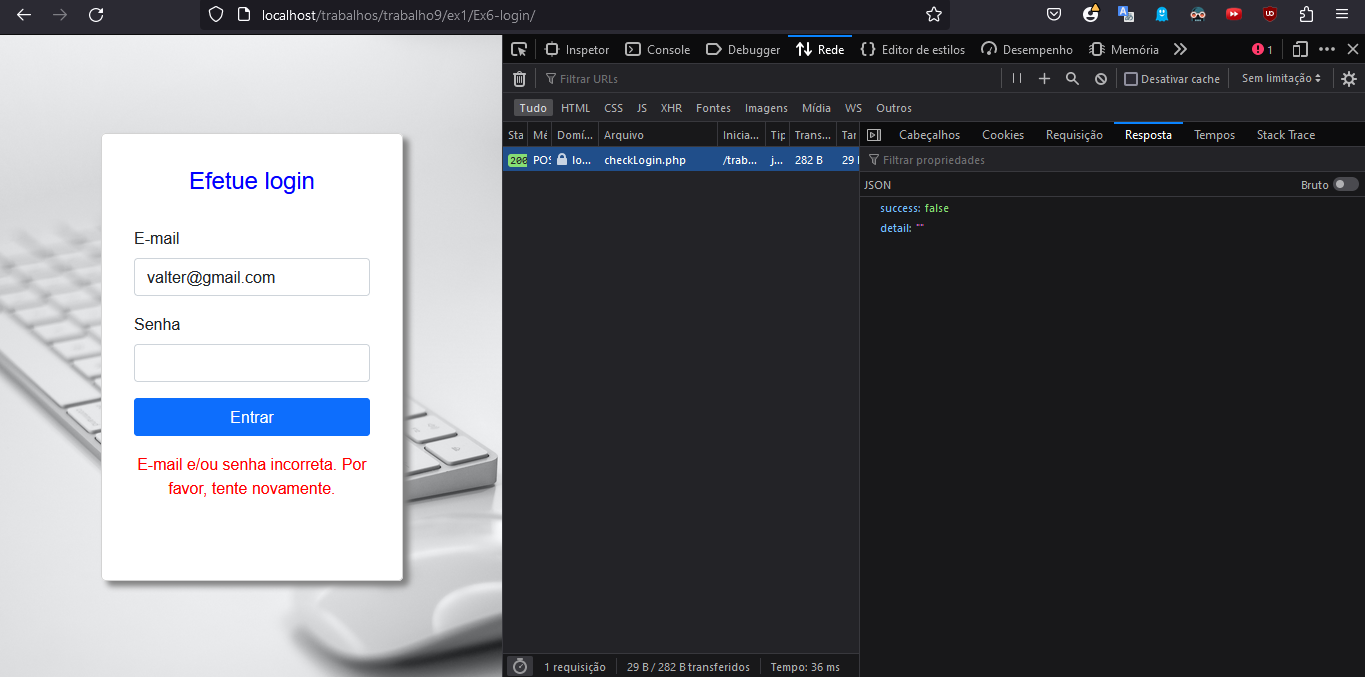 localhost/trabalhos/trabalho9/ex1/Ex6-login/
Efetue login
E-mail
valter@gmail.com
Senha
Entrar
E-mail e/ou senha incorreta. Por
favor, tente novamente.
Inspetor Console Debugger Rede Editor de estilos Desempenho Memória 1
Filtrar URLs Desativar cache Sem limitação
Tudo HTML CSS JS XHR Fontes Imagens Mídia WS Outros
Sta Mé Domí... Arquivo Inicia... Tip Trans... Tar
200 POS lo... checkLogin.php /trab... j... 282 B 29
1 requisição 29 B / 282 B transferidos Tempo: 36 ms
Cabeçalhos Cookies Requisição Resposta Tempos Stack Trace
Filtrar propriedades
JSON Bruto
success: false
detail: ""